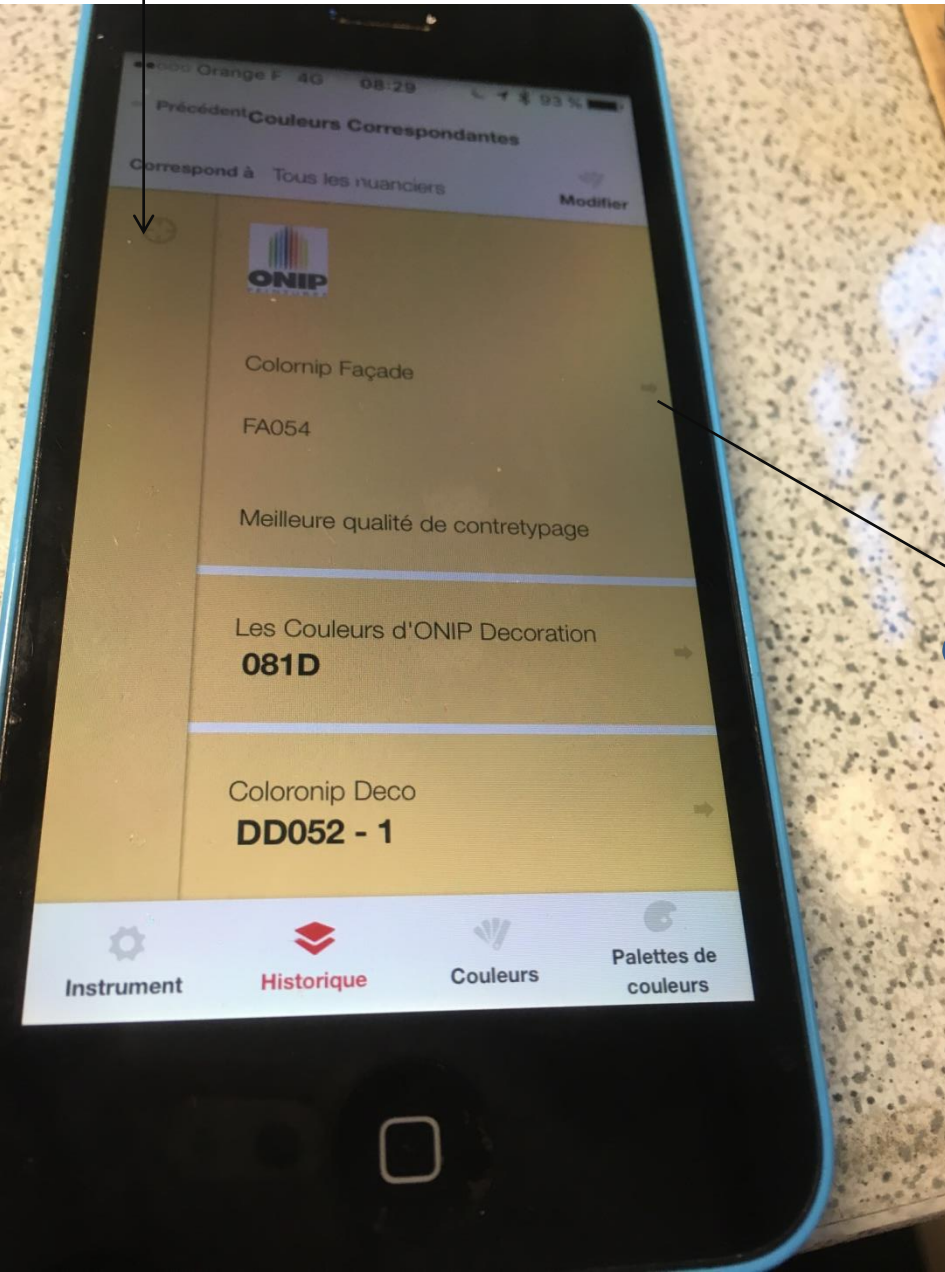 Orange F 4G 08:29 93 %
Précédent Couleurs Correspondantes
Correspond à Tous les nuanciers Modifier
ONIP
Colornip Façade
FA054
Meilleure qualité de contretypage
Les Couleurs d'ONIP Decoration
081D
Coloronip Deco
DD052 - 1
Instrument Historique Couleurs Palettes de couleurs